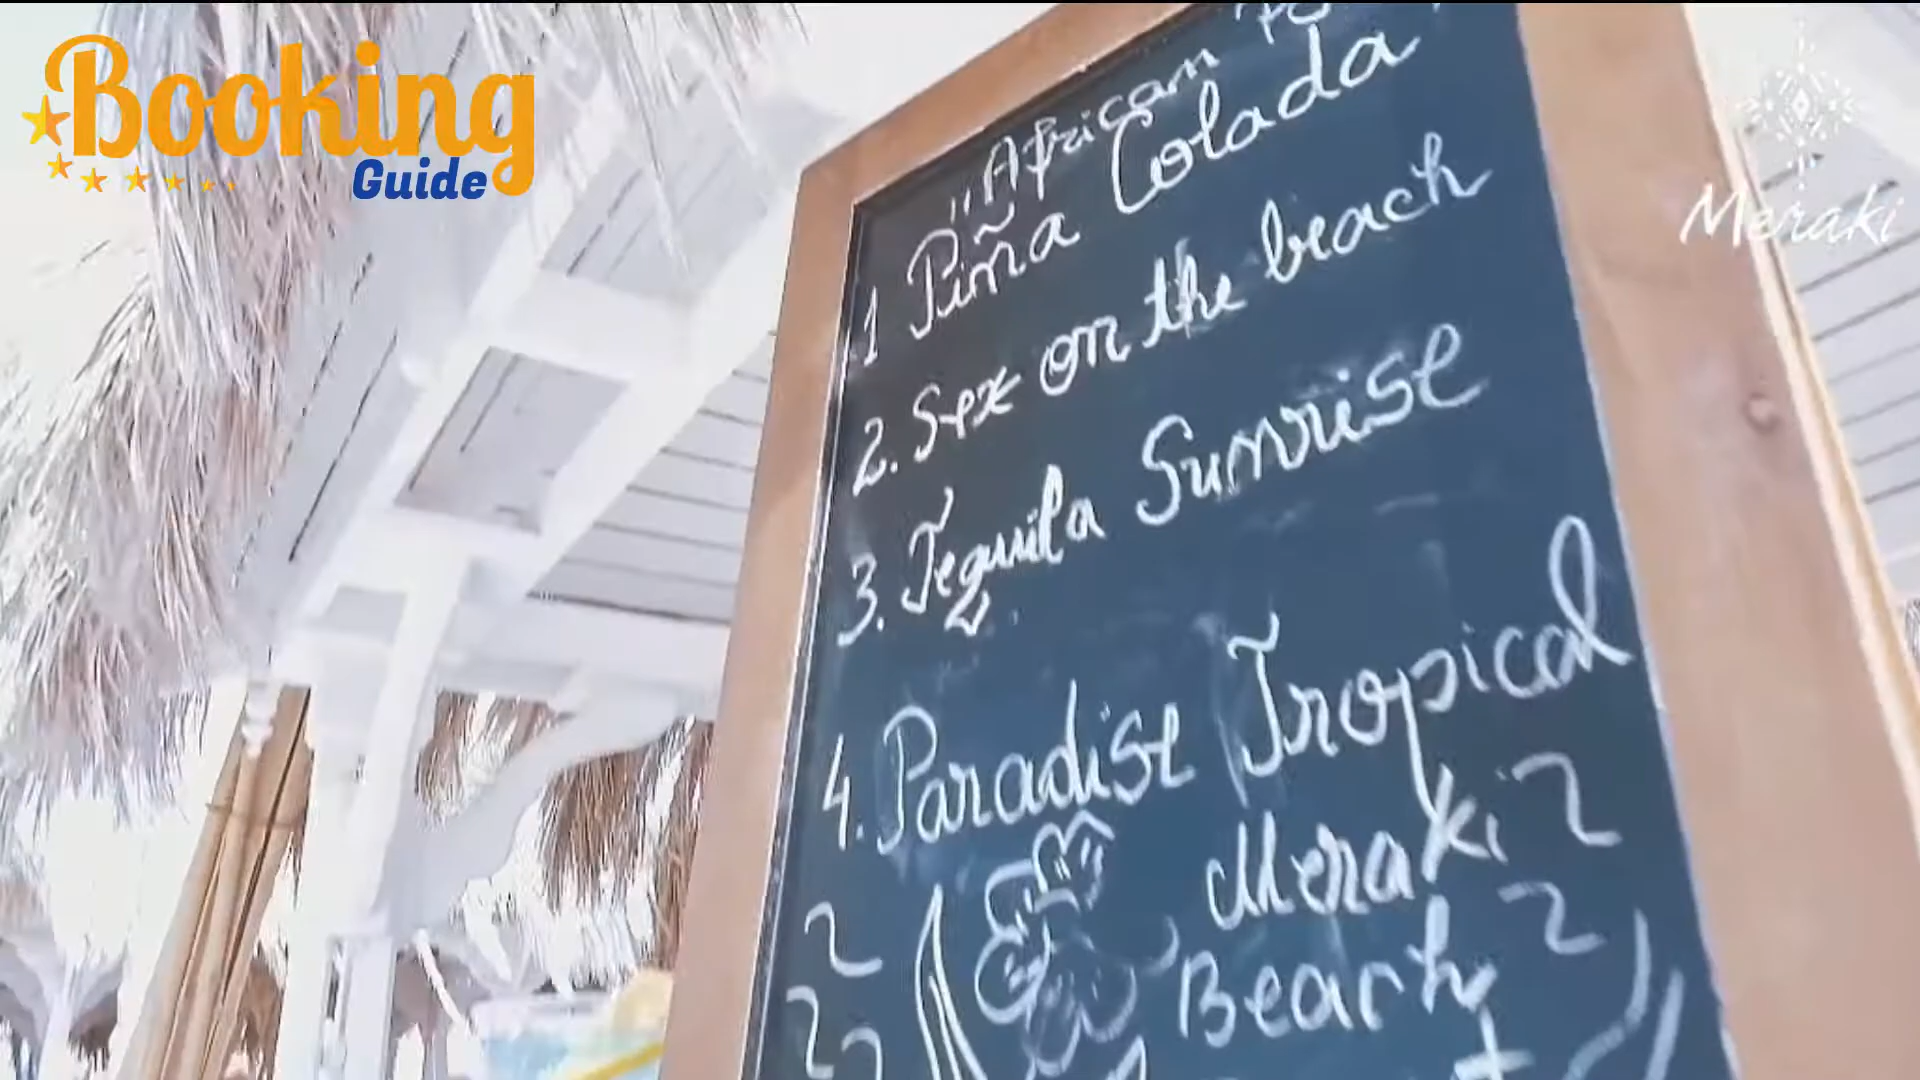 Booking
Guide
Meraki
"African
1 Piña Colada
2. Sex on the beach
3. Tequila Sunrise
4. Paradise Tropical
Meraki
Beach